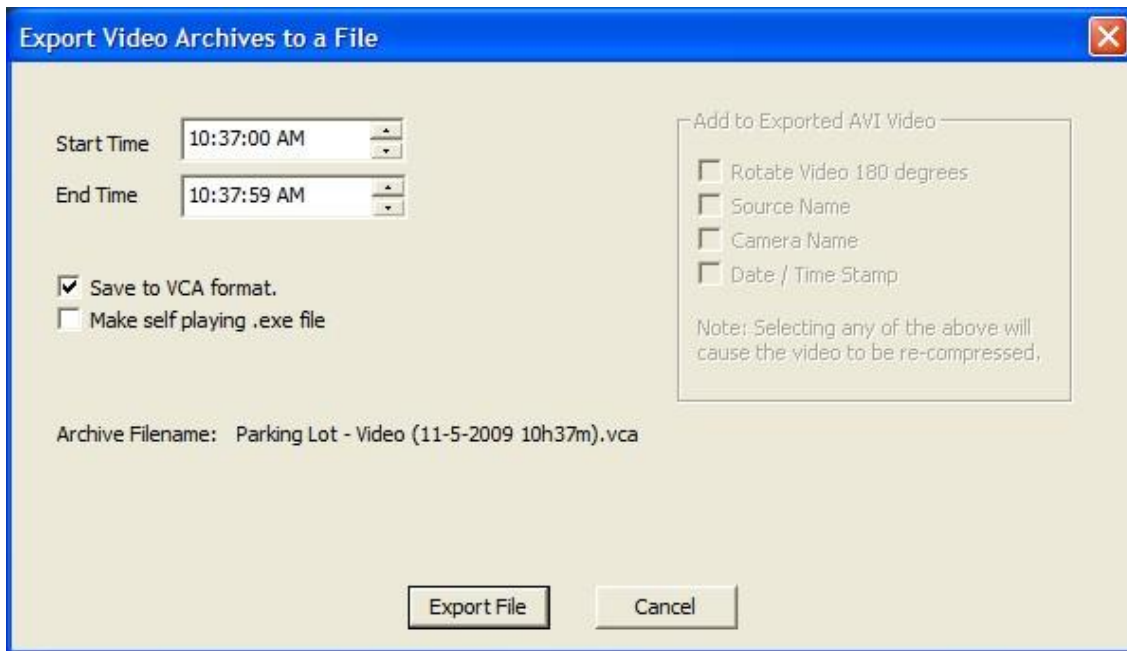 Export Video Archives to a File
Start Time 10:37:00 AM
End Time 10:37:59 AM
Save to VCA format.
Make self playing .exe file
Add to Exported AVI Video
Rotate Video 180 degrees
Source Name
Camera Name
Date / Time Stamp
Note: Selecting any of the above will
cause the video to be re-compressed.
Archive Filename: Parking Lot - Video (11-5-2009 10h37m).vca
Export File Cancel